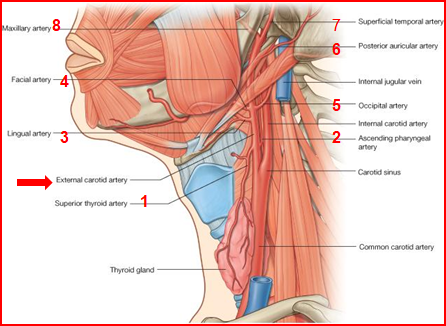 Maxillary artery 8
7 Superficial temporal artery
6 Posterior auricular artery
Facial artery 4
Internal jugular vein
5 Occipital artery
Lingual artery 3
Internal carotid artery
2 Ascending pharyngeal
artery
External carotid artery
Carotid sinus
Superior thyroid artery 1
Common carotid artery
Thyroid gland